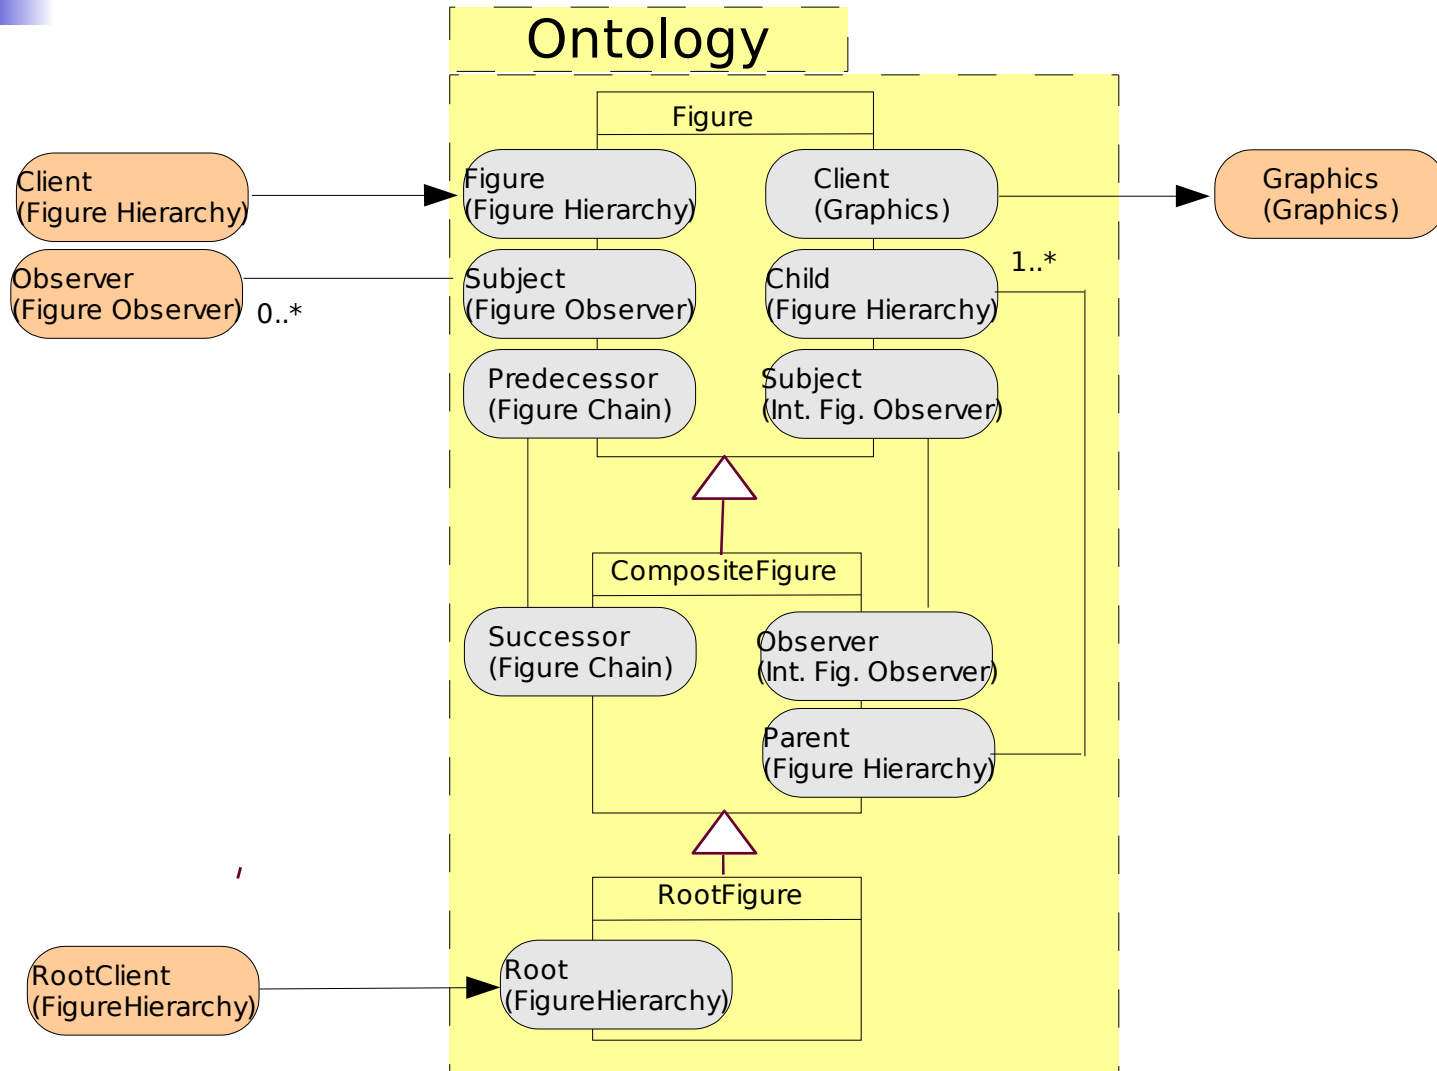 Ontology
Figure
Client
(Figure Hierarchy)
Figure
(Figure Hierarchy)
Client
(Graphics)
Graphics
(Graphics)
Observer
(Figure Observer)
0..*
Subject
(Figure Observer)
Child
(Figure Hierarchy)
1..*
Predecessor
(Figure Chain)
Subject
(Int. Fig. Observer)
CompositeFigure
Successor
(Figure Chain)
Observer
(Int. Fig. Observer)
Parent
(Figure Hierarchy)
RootFigure
RootClient
(FigureHierarchy)
Root
(FigureHierarchy)